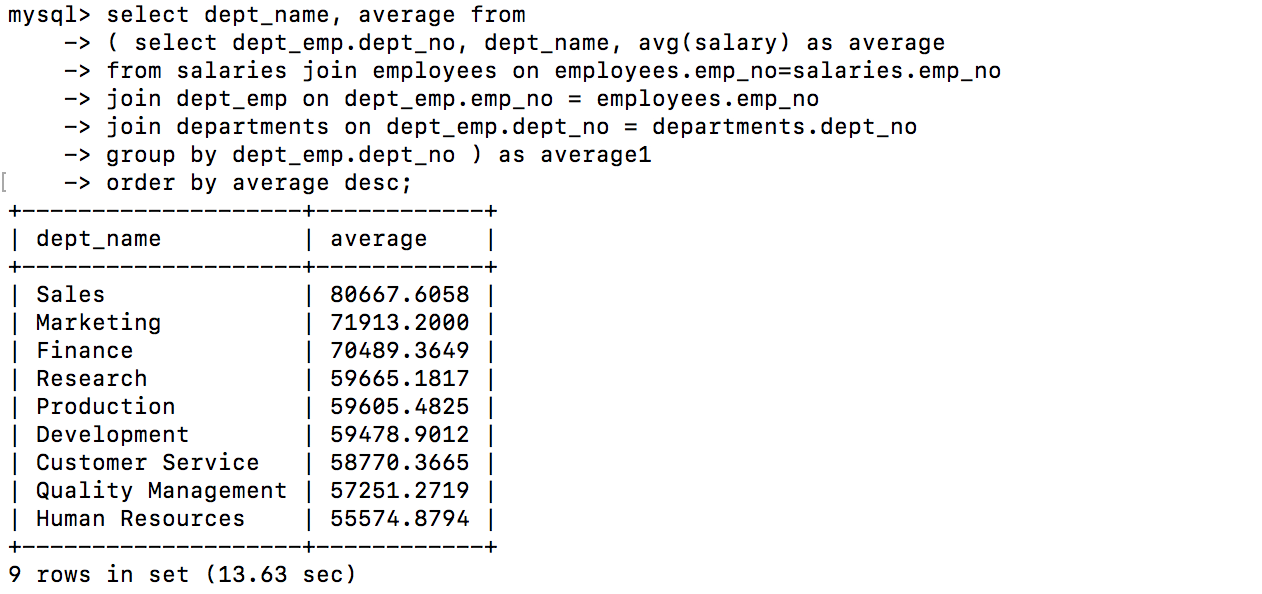 mysql> select dept_name, average from
    -> ( select dept_emp.dept_no, dept_name, avg(salary) as average
    -> from salaries join employees on employees.emp_no=salaries.emp_no
    -> join dept_emp on dept_emp.emp_no = employees.emp_no
    -> join departments on dept_emp.dept_no = departments.dept_no
    -> group by dept_emp.dept_no ) as average1
[    -> order by average desc;
+--------------------+------------+
| dept_name          | average    |
+--------------------+------------+
| Sales              | 80667.6058 |
| Marketing          | 71913.2000 |
| Finance            | 70489.3649 |
| Research           | 59665.1817 |
| Production         | 59605.4825 |
| Development        | 59478.9012 |
| Customer Service   | 58770.3665 |
| Quality Management | 57251.2719 |
| Human Resources    | 55574.8794 |
+--------------------+------------+
9 rows in set (13.63 sec)